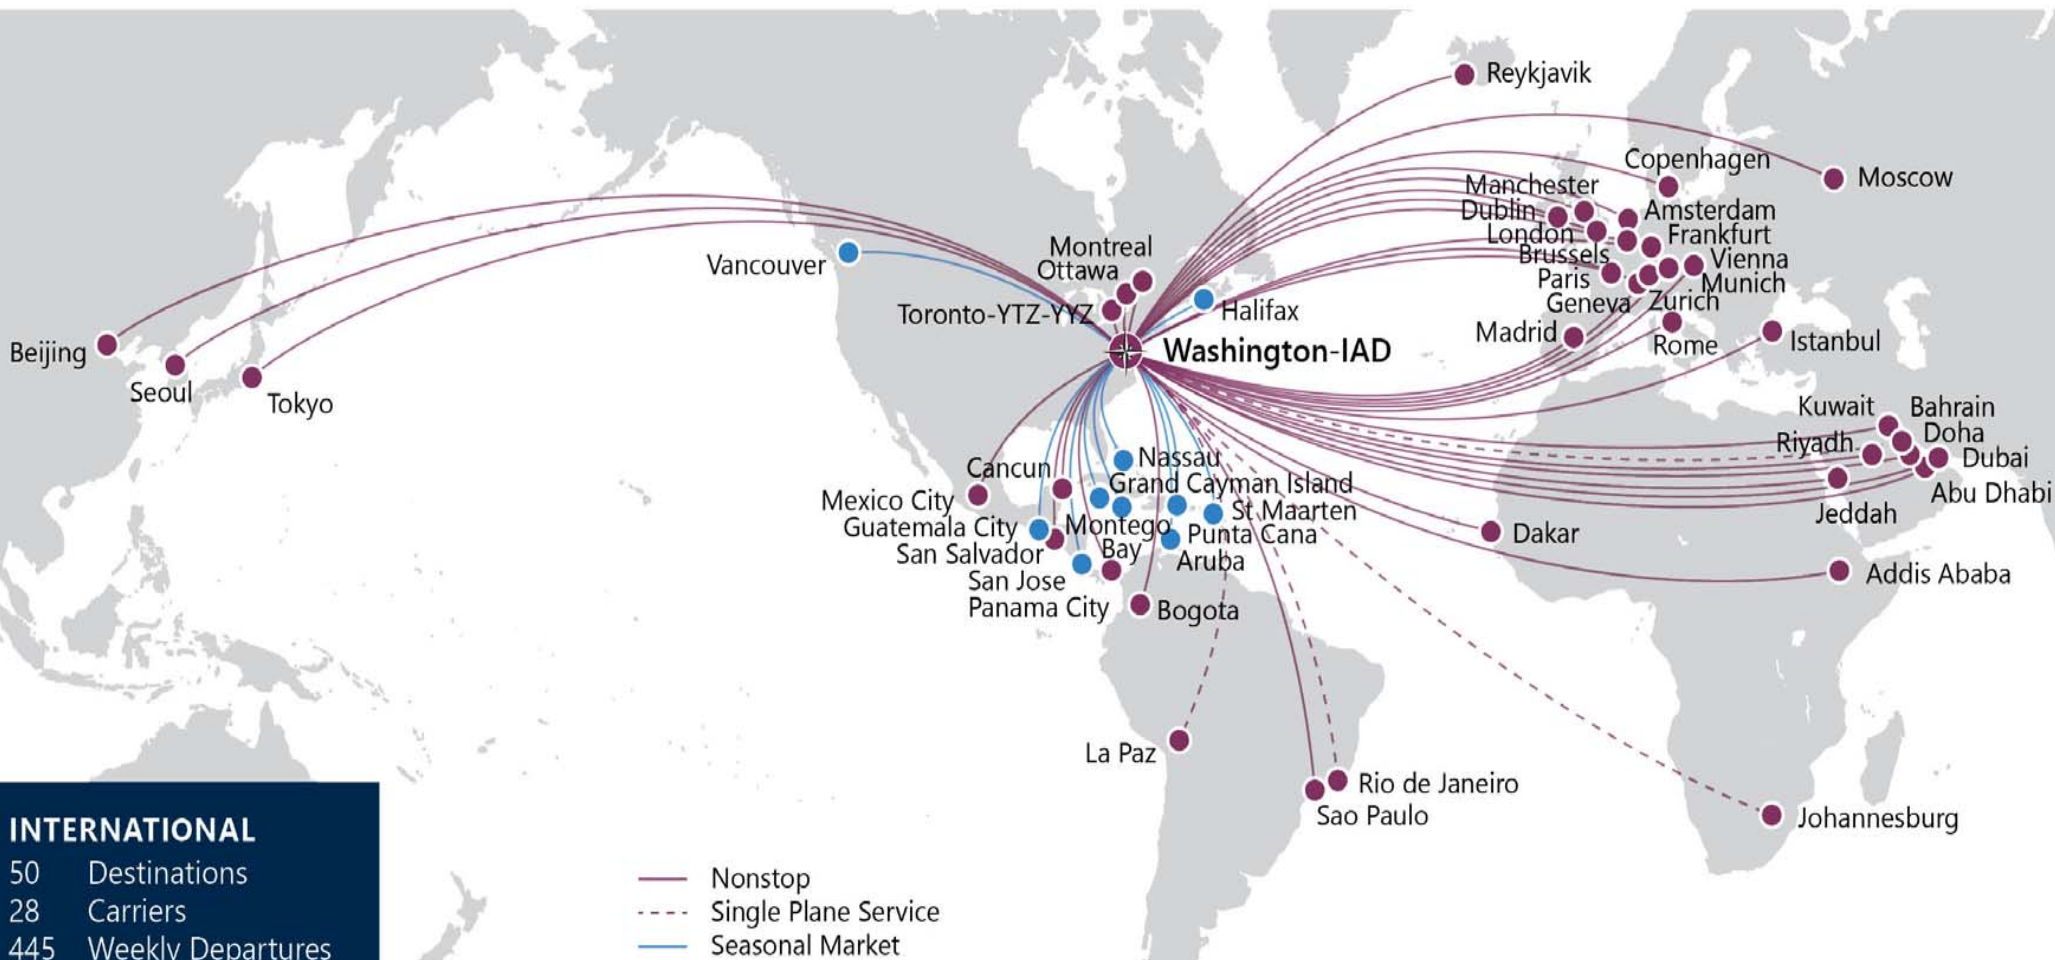 Reykjavik
Copenhagen
Moscow
Manchester
Dublin
Amsterdam
London
Frankfurt
Brussels
Vienna
Paris
Munich
Geneva
Zurich
Madrid
Rome
Istanbul
Vancouver
Montreal
Ottawa
Toronto-YTZ-YYZ
Halifax
Washington-IAD
Beijing
Seoul
Tokyo
Kuwait
Bahrain
Riyadh
Doha
Dubai
Abu Dhabi
Jeddah
Cancun
Nassau
Mexico City
Grand Cayman Island
Guatemala City
Montego
Bay
St Maarten
San Salvador
Punta Cana
San Jose
Aruba
Panama City
Bogota
Dakar
Addis Ababa
La Paz
Rio de Janeiro
Sao Paulo
Johannesburg
INTERNATIONAL
50 Destinations
28 Carriers
445 Weekly Departures
Nonstop
Single Plane Service
Seasonal Market